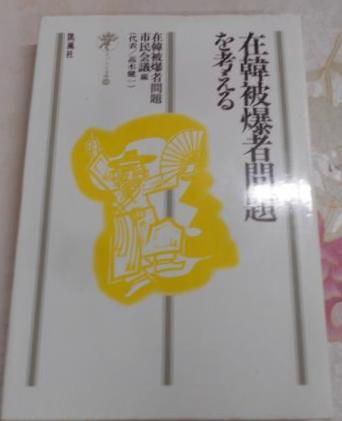 在韓被爆者問題
を考える
在韓被爆者問題
市民会議 編
(代表/高木健一)
凱風社